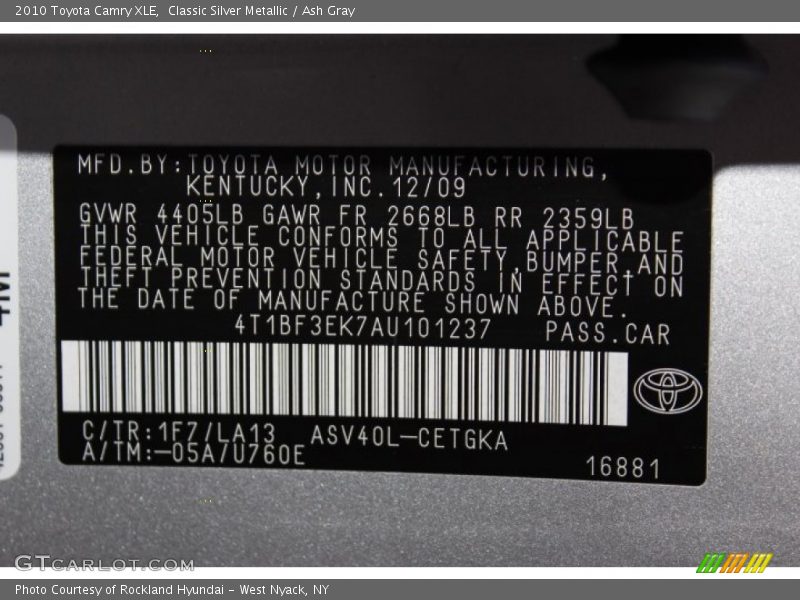 2010 Toyota Camry XLE,  Classic Silver Metallic / Ash Gray
MFD.BY:TOYOTA MOTOR MANUFACTURING,
KENTUCKY,INC.12/09
GVWR 4405LB GAWR FR 2668LB RR 2359LB
THIS VEHICLE CONFORMS TO ALL APPLICABLE
FEDERAL MOTOR VEHICLE SAFETY,BUMPER,AND
THEFT PREVENTION STANDARDS IN EFFECT ON
THE DATE OF MANUFACTURE SHOWN ABOVE.
4T1BF3EK7AU101237 PASS.CAR
C/TR:1F7/LA13 ASV40L-CETGKA
A/TM:-05A/U760E
16881
GTCARLOT.COM
Photo Courtesy of Rockland Hyundai - West Nyack, NY